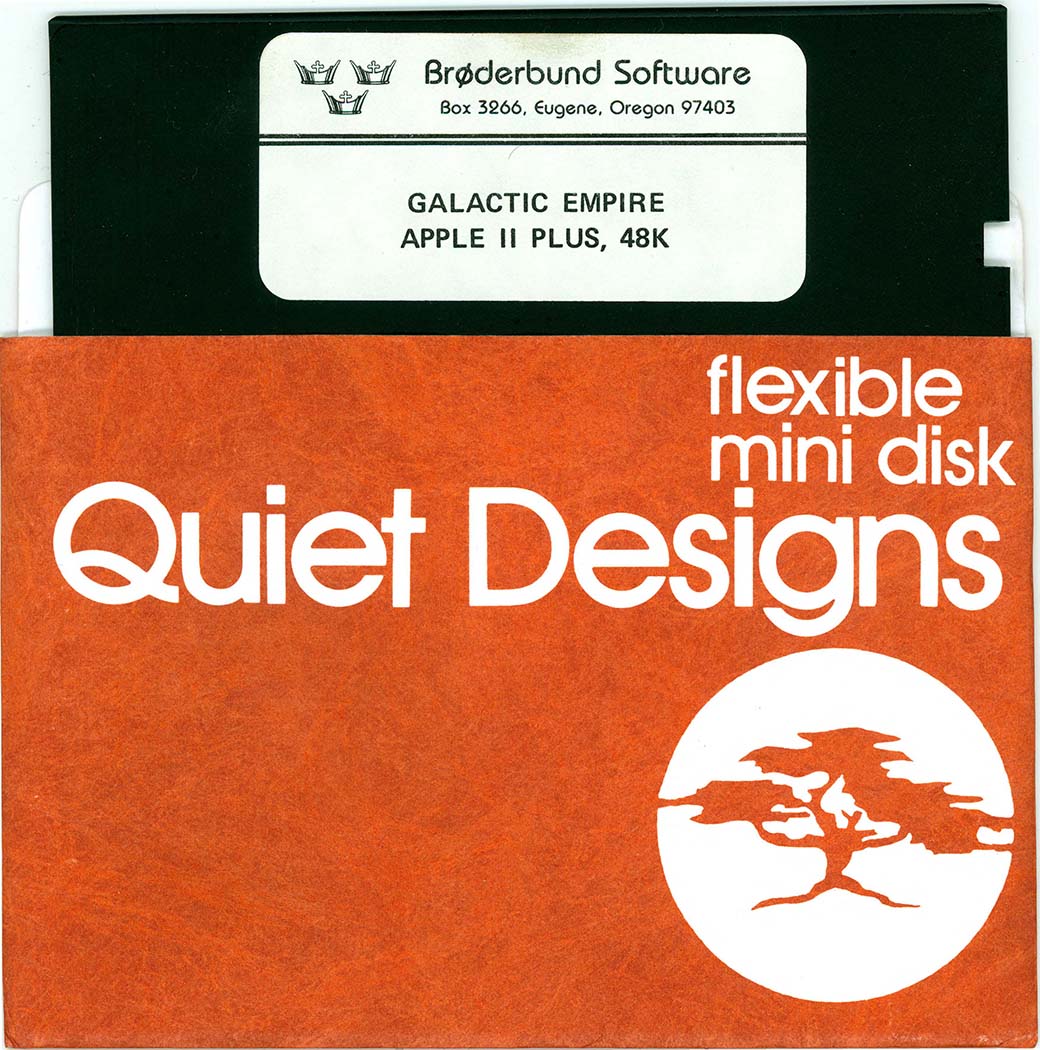 Brøderbund Software
Box 3266, Eugene, Oregon 97403
GALACTIC EMPIRE
APPLE II PLUS, 48K
flexible
mini disk
Quiet Designs